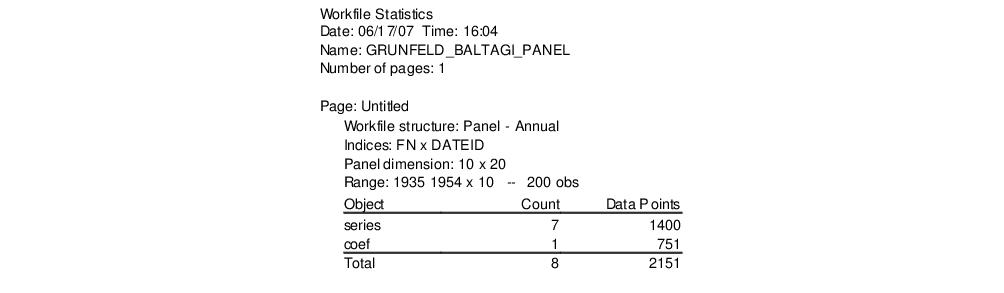 Workfile Statistics
Date: 06/17/07 Time: 16:04
Name: GRUNFELD_BALTAGI_PANEL
Number of pages: 1
Page: Untitled
Workfile structure: Panel - Annual
Indices: FN x DATEID
Panel dimension: 10 x 20
Range: 1935 1954 x 10 -- 200 obs
Object Count Data Points
series 7 1400
coef 1 751
Total 8 2151